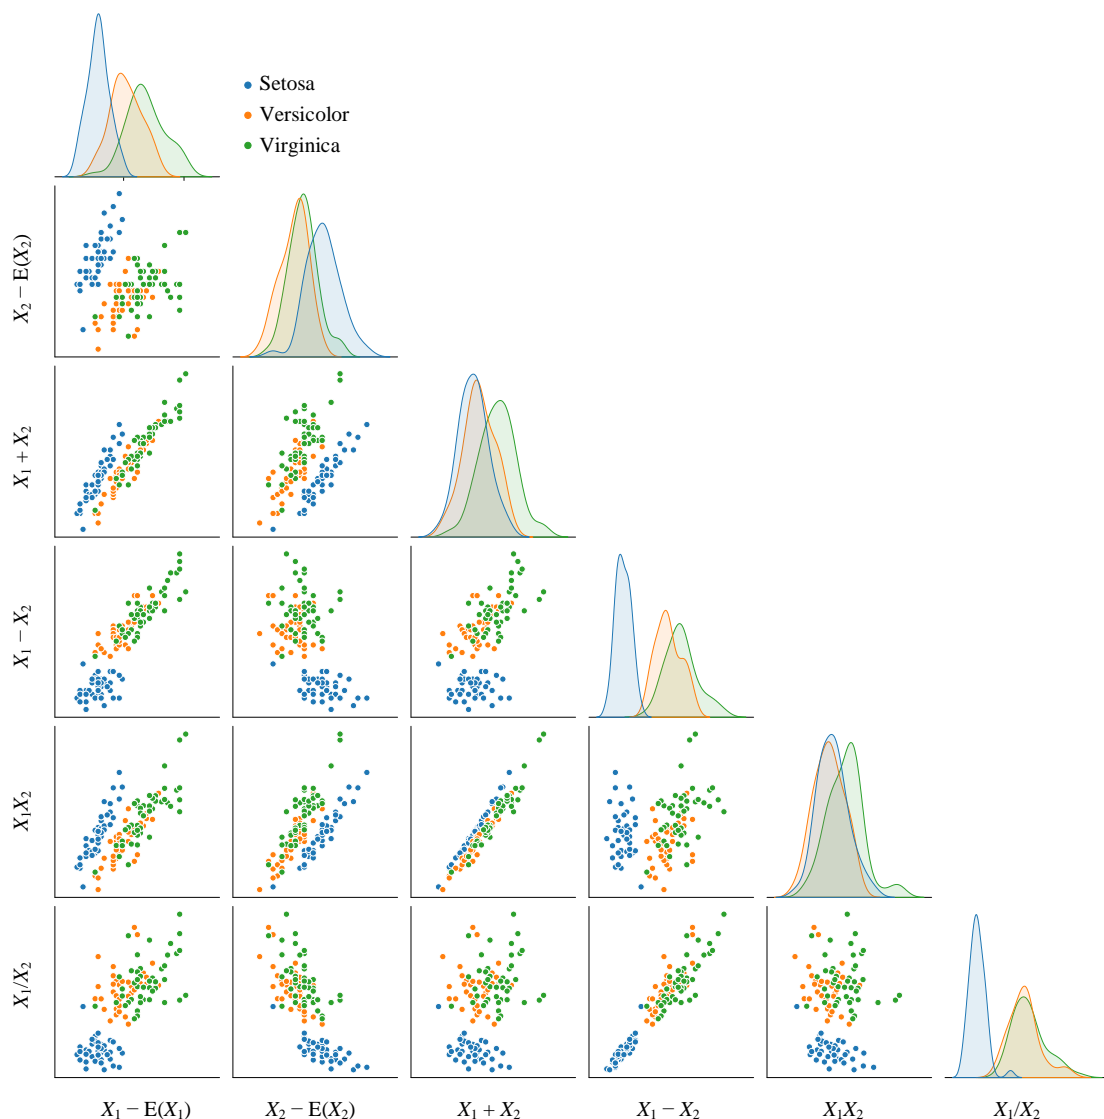 Setosa
Versicolor
Virginica
X₂ − E(X₂)
X₁ + X₂
X₁ − X₂
X₁X₂
X₁/X₂
X₁ − E(X₁)
X₂ − E(X₂)
X₁ + X₂
X₁ − X₂
X₁X₂
X₁/X₂